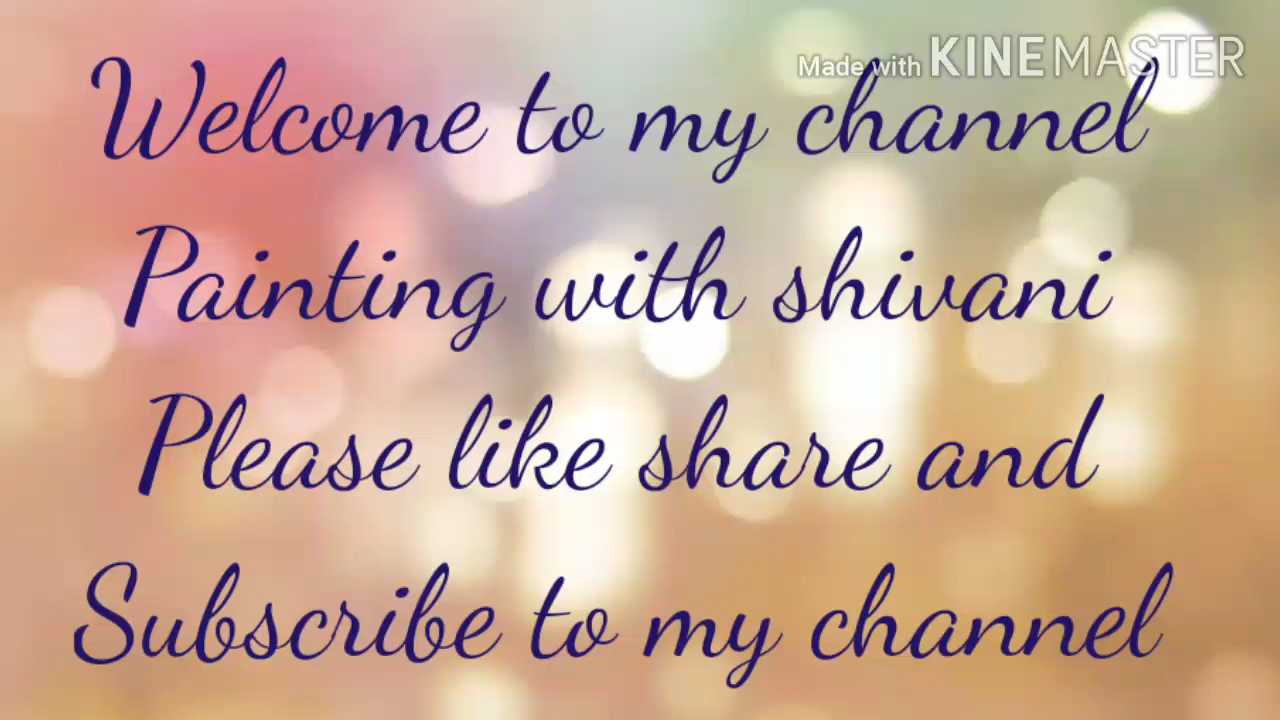 Made with KINEMASTER
Welcome to my channel
Painting with shivani
Please like share and
Subscribe to my channel